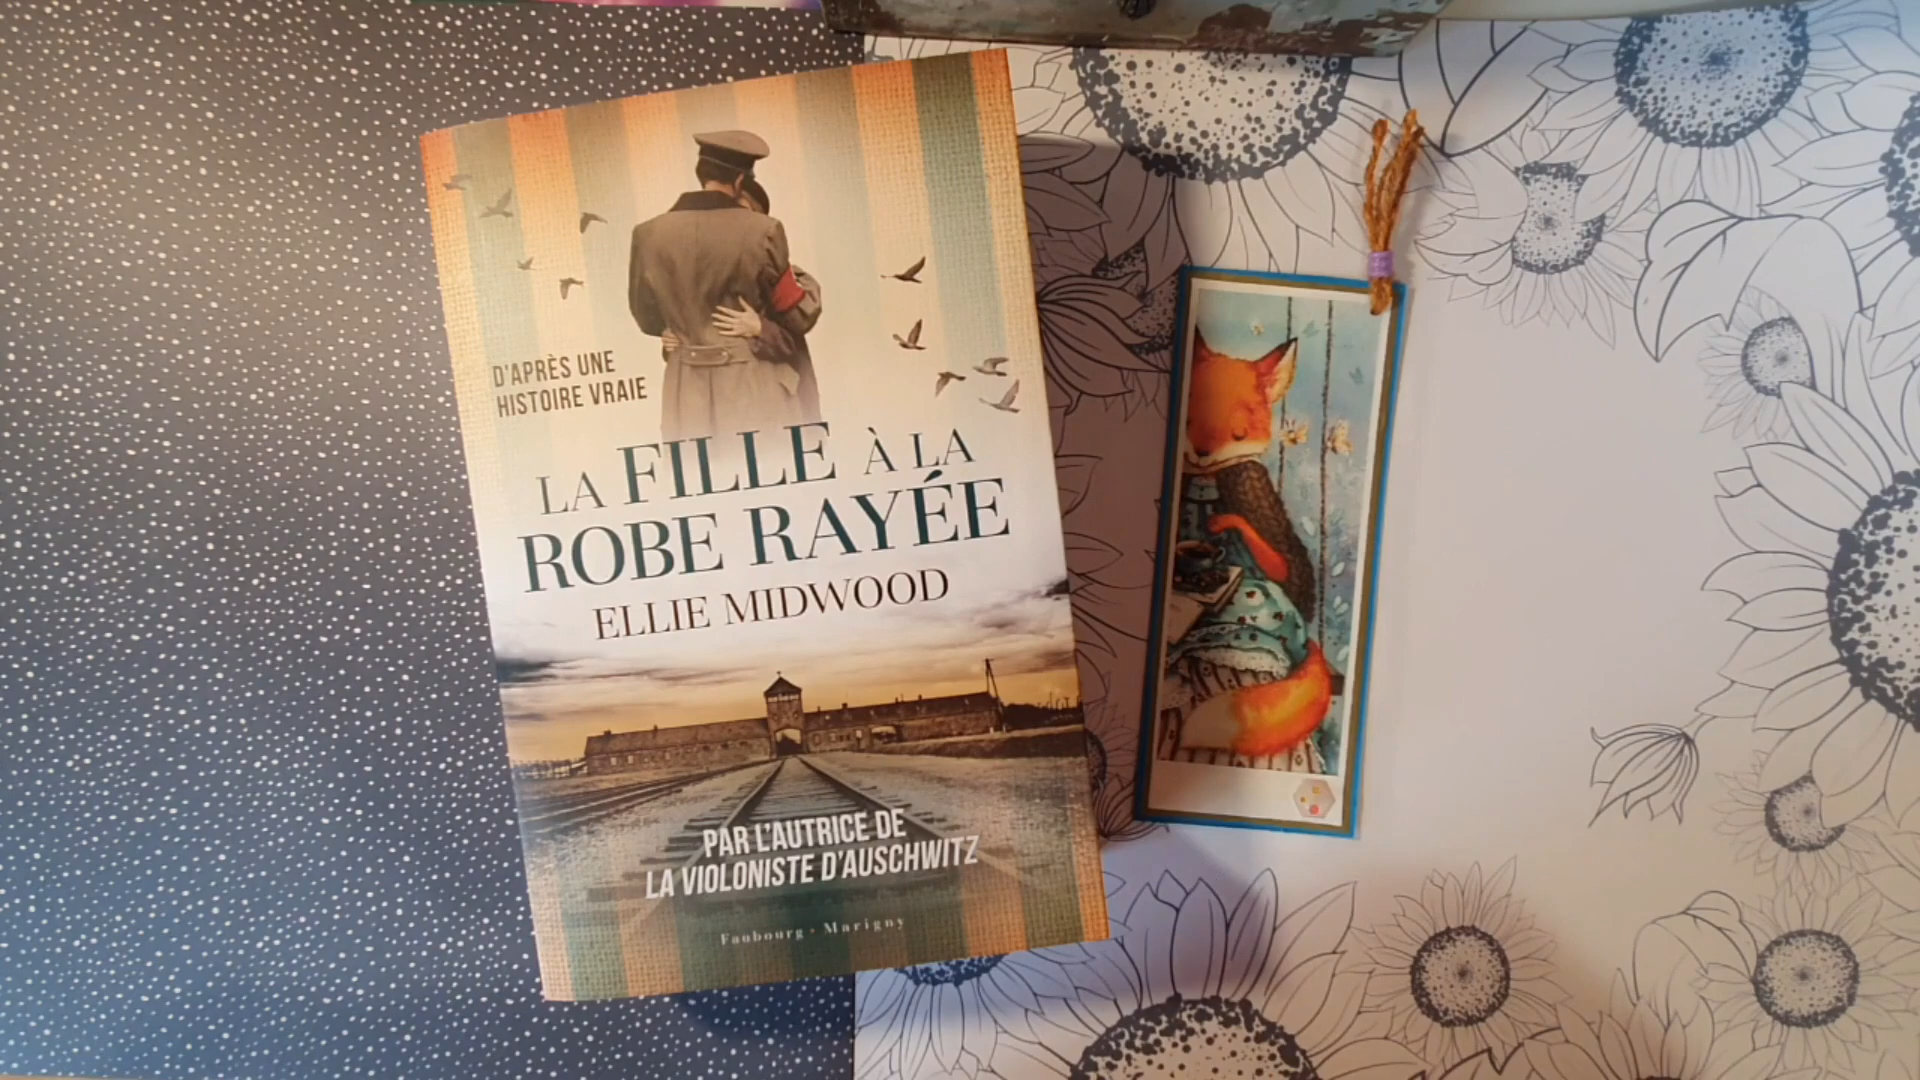 D'APRÈS UNE
HISTOIRE VRAIE
LA FILLE À LA
ROBE RAYÉE
ELLIE MIDWOOD
PAR L'AUTRICE DE
LA VIOLONISTE D'AUSCHWITZ
Faubourg · Marigny